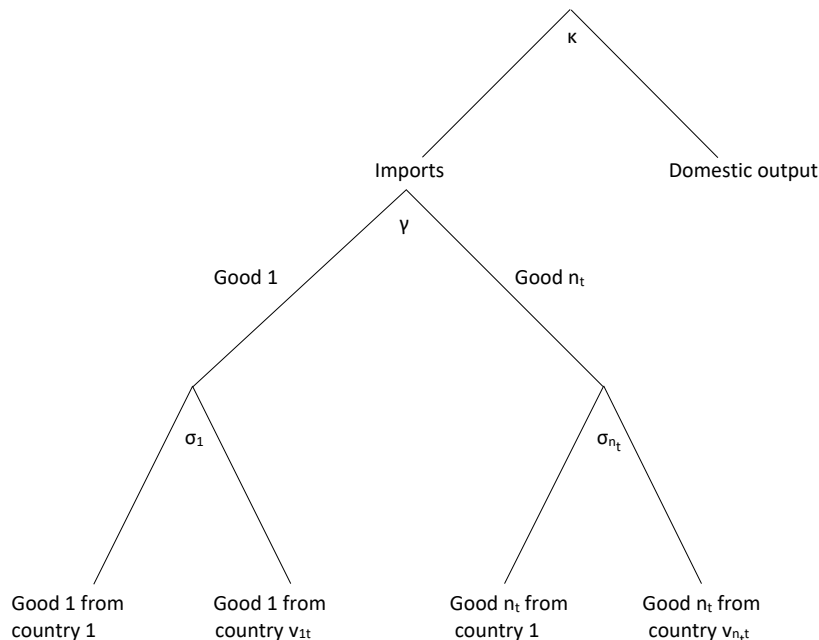 κ
Imports
Domestic output
γ
Good 1
Good nₜ
σ₁
σₙₜ
Good 1 from
country 1
Good 1 from
country v₁ₜ
Good nₜ from
country 1
Good nₜ from
country vₙₜₜ